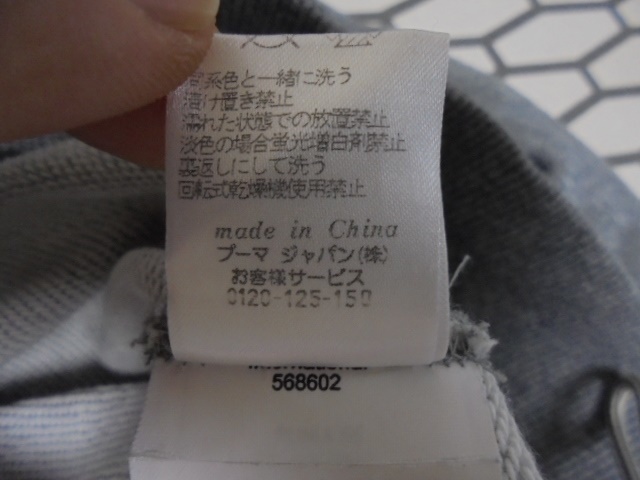 同系色と一緒に洗う
漬け置き禁止
濡れた状態での放置禁止
淡色の場合蛍光増白剤禁止
裏返しにして洗う
回転式乾燥機使用禁止
made in China
プーマ ジャパン(株)
お客様サービス
0120-125-150
568602